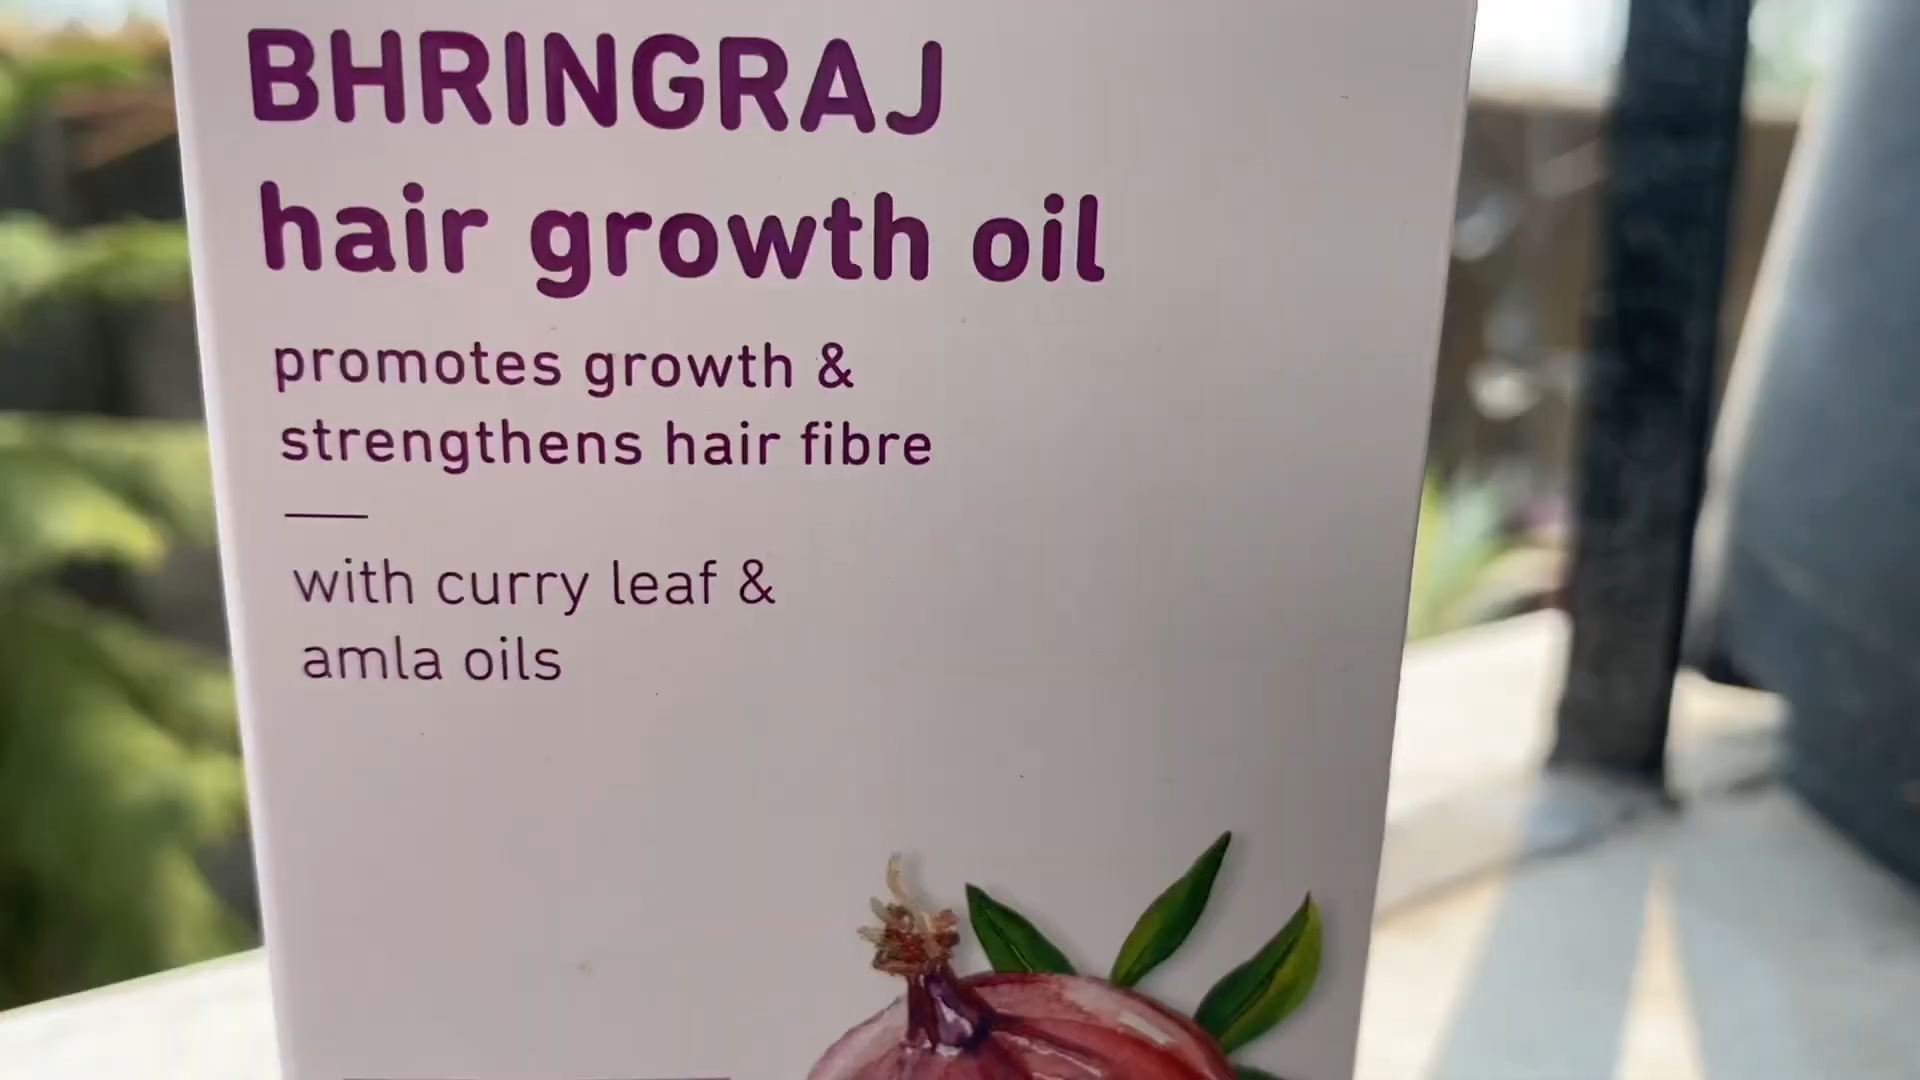 BHRINGRAJ
hair growth oil
promotes growth &
strengthens hair fibre
with curry leaf &
amla oils